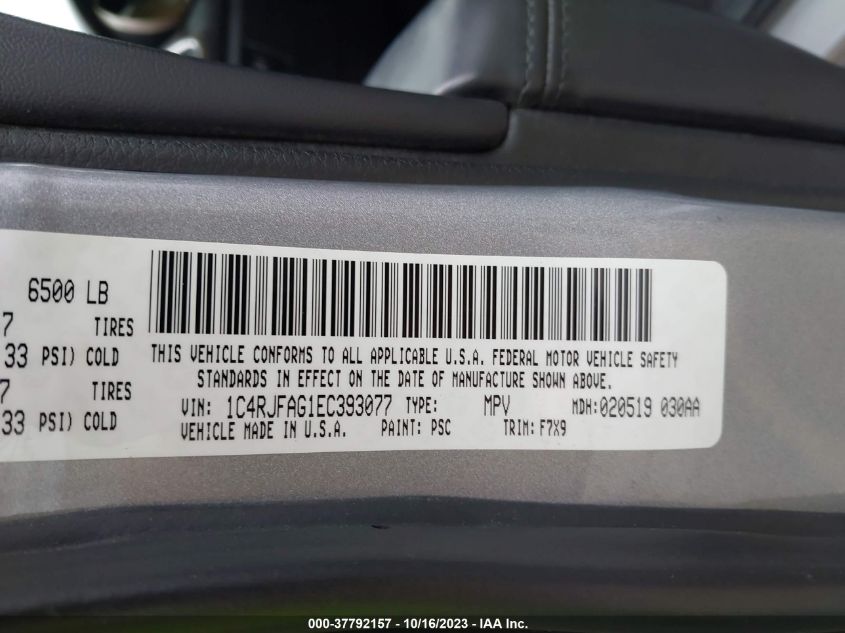 6500 LB
7 TIRES
33 PSI) COLD
7 TIRES
33 PSI) COLD
THIS VEHICLE CONFORMS TO ALL APPLICABLE U.S.A. FEDERAL MOTOR VEHICLE SAFETY
STANDARDS IN EFFECT ON THE DATE OF MANUFACTURE SHOWN ABOVE.
VIN: 1C4RJFAG1EC393077 TYPE: MPV MDH:020519 030AA
VEHICLE MADE IN U.S.A. PAINT: PSC TRIM: F7X9
000-37792157 - 10/16/2023 - IAA Inc.